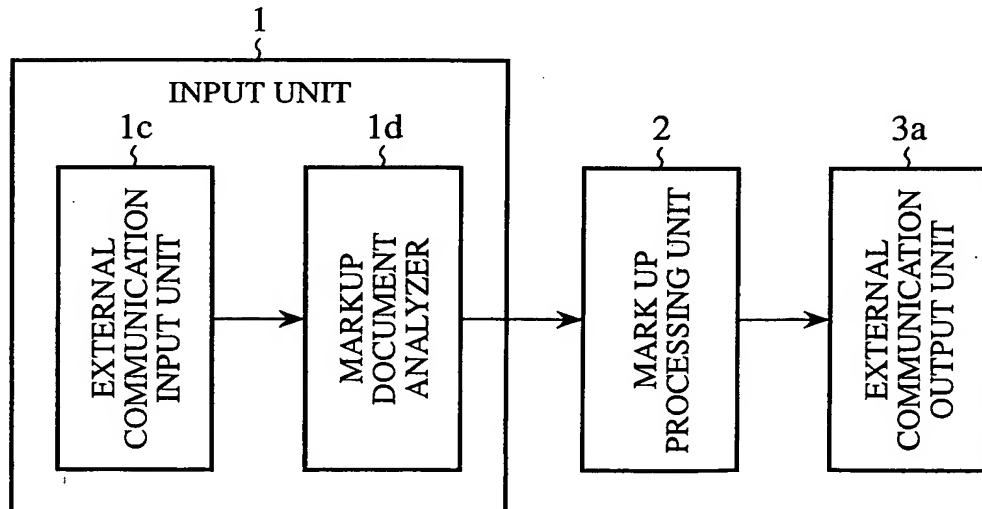 1
INPUT UNIT
1c
1d
2
3a
EXTERNAL
COMMUNICATION
INPUT UNIT
MARKUP
DOCUMENT
ANALYZER
MARK UP
PROCESSING UNIT
EXTERNAL
COMMUNICATION
OUTPUT UNIT